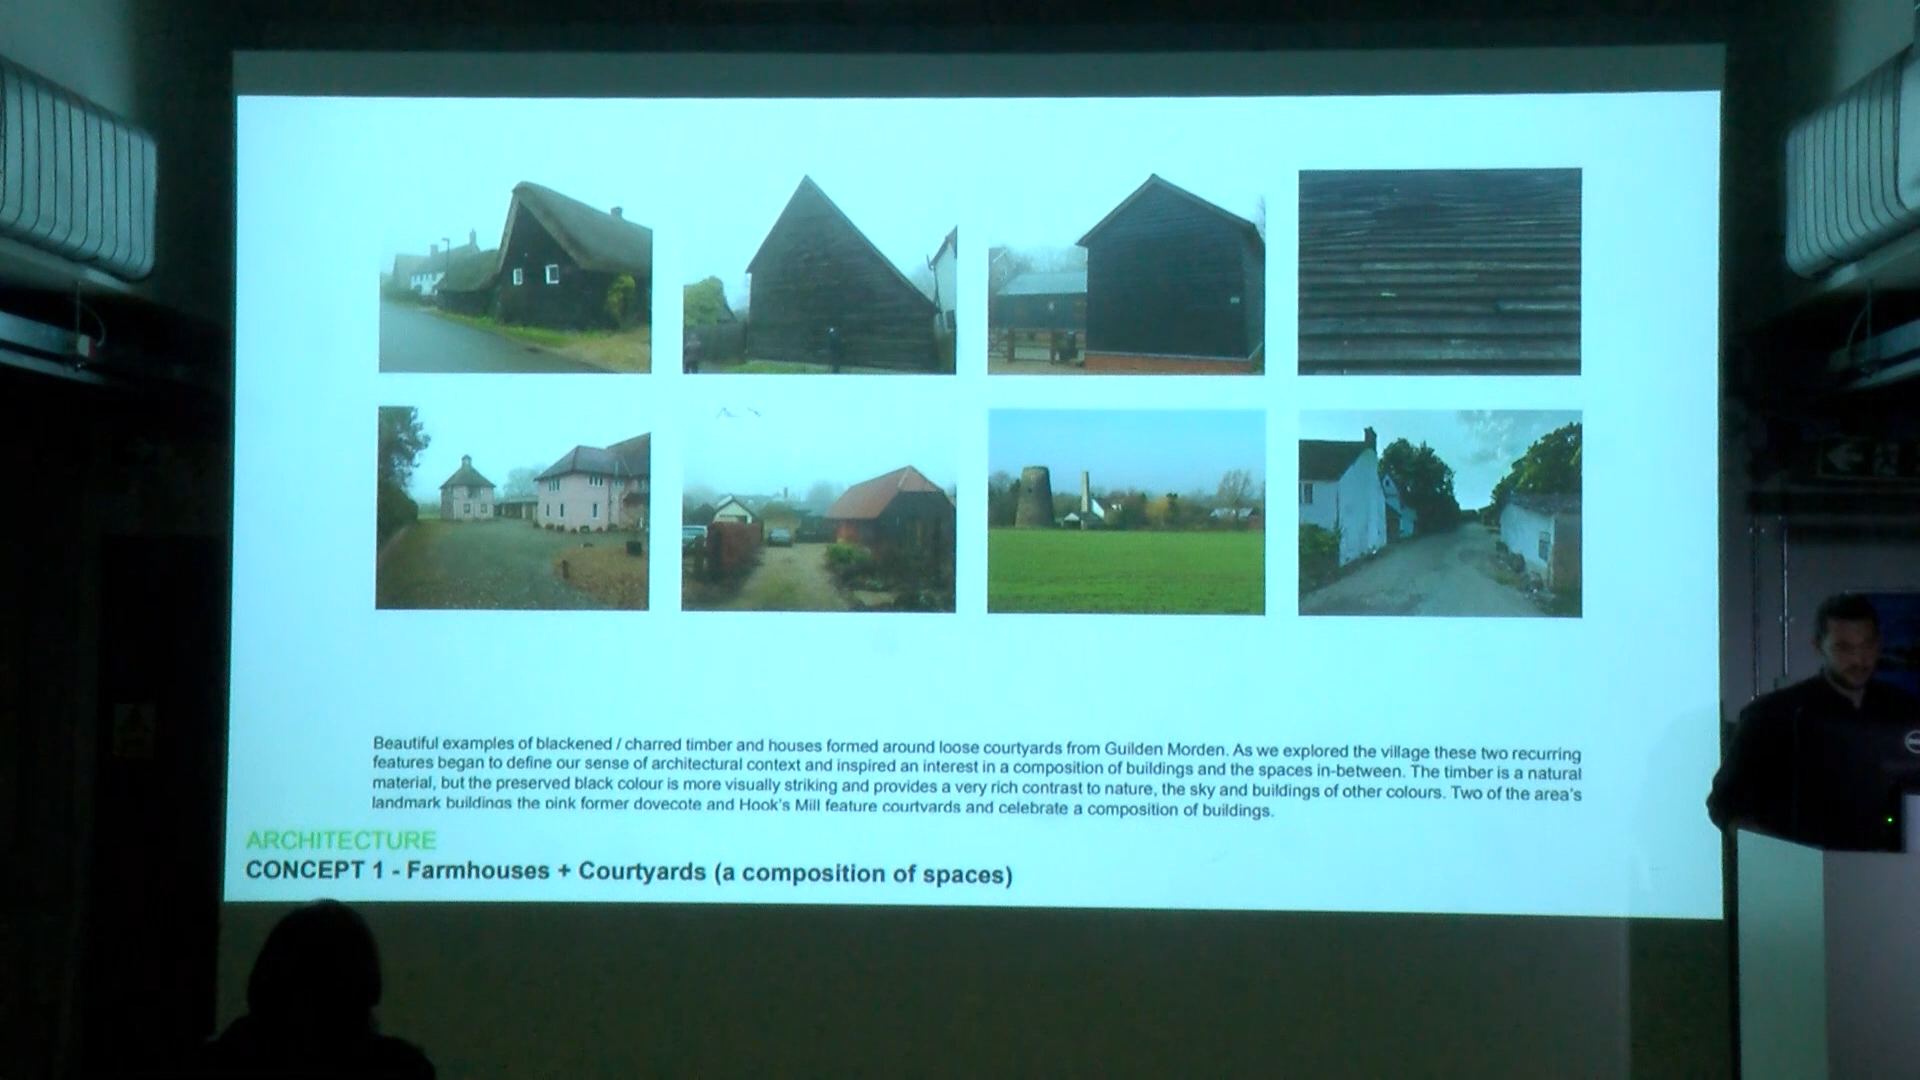 Beautiful examples of blackened / charred timber and houses formed around loose courtyards from Guilden Morden. As we explored the village these two recurring
features began to define our sense of architectural context and inspired an interest in a composition of buildings and the spaces in-between. The timber is a natural
material, but the preserved black colour is more visually striking and provides a very rich contrast to nature, the sky and buildings of other colours. Two of the area's
landmark buildings the pink former dovecote and Hook's Mill feature courtyards and celebrate a composition of buildings.
ARCHITECTURE
CONCEPT 1 - Farmhouses + Courtyards (a composition of spaces)